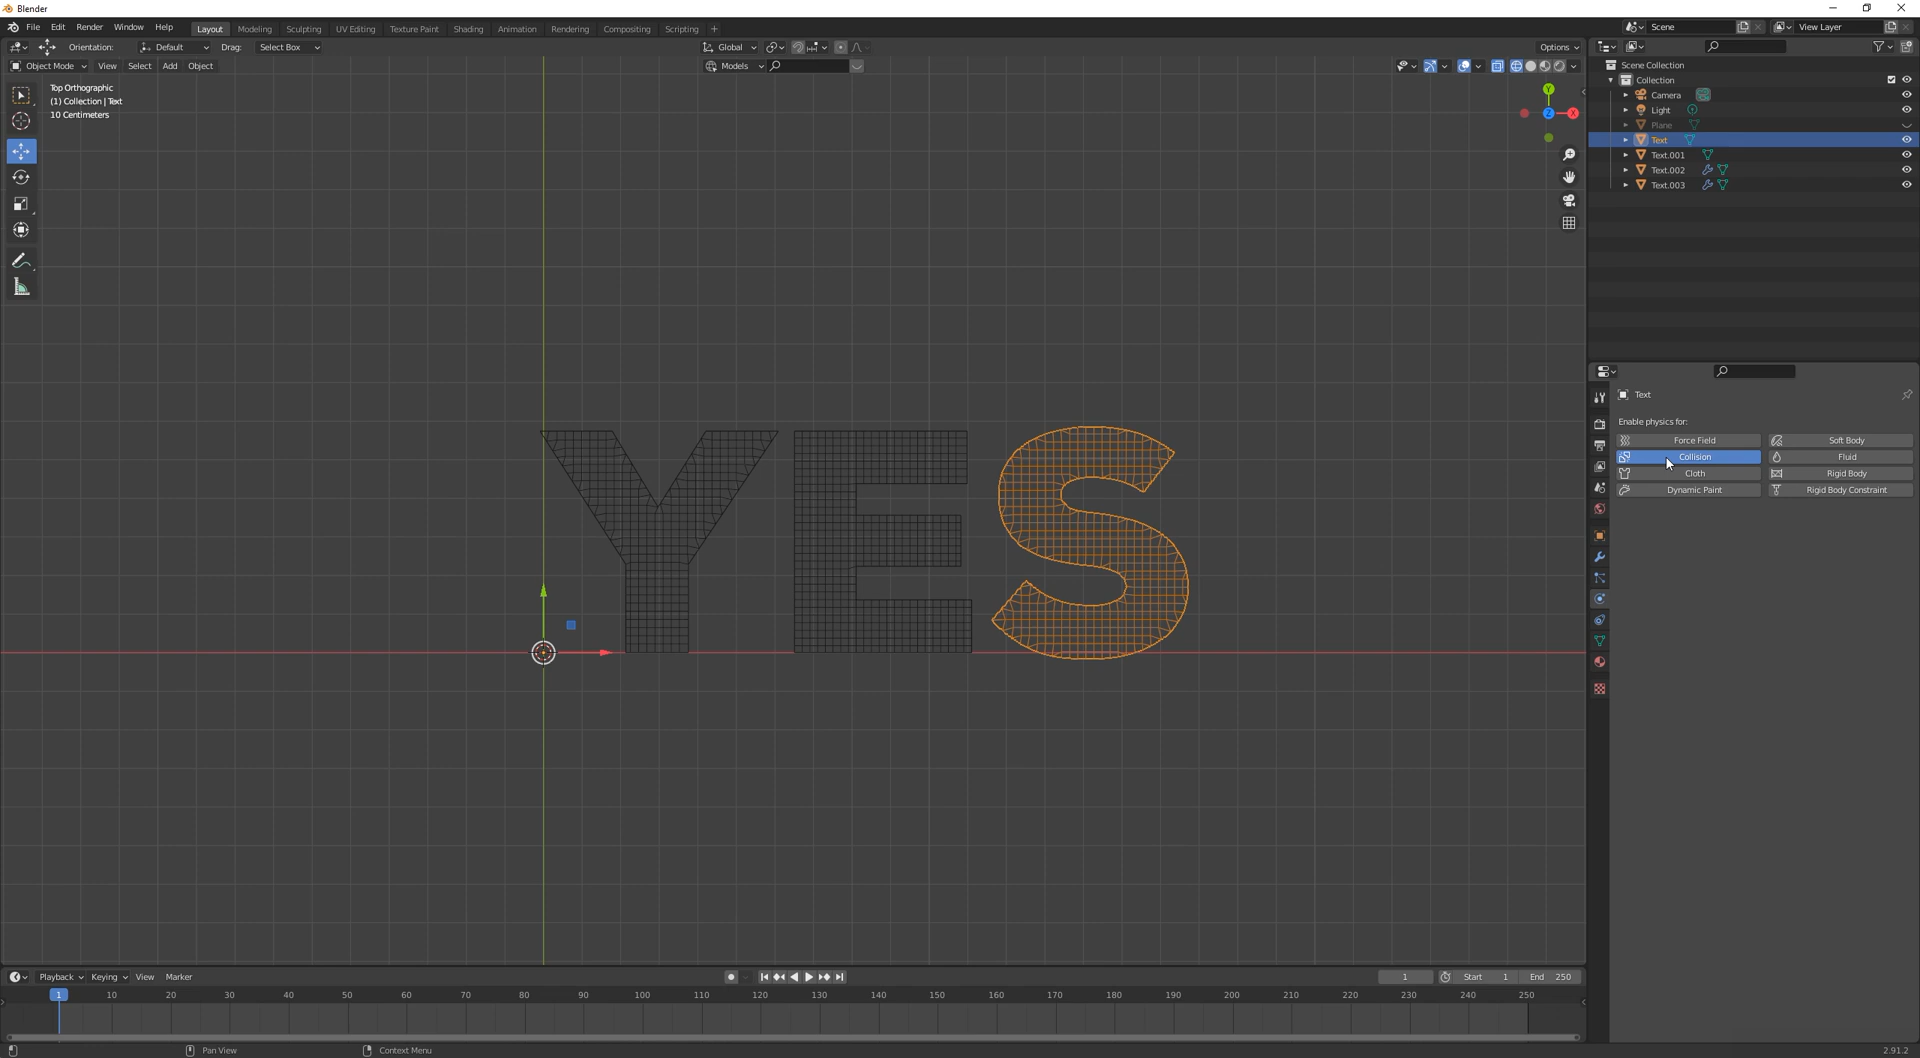 Blender
File Edit Render Window Help
Layout Modeling Sculpting UV Editing Texture Paint Shading Animation Rendering Compositing Scripting +
Scene
View Layer
Orientation: Default Drag: Select Box
Global
Options
Object Mode View Select Add Object
Models
Top Orthographic
(1) Collection | Text
10 Centimeters
Y
X
Z
YES
Scene Collection
Collection
Camera
Light
Plane
Text
Text.001
Text.002
Text.003
Text
Enable physics for:
Force Field Soft Body
Collision Fluid
Cloth Rigid Body
Dynamic Paint Rigid Body Constraint
Playback Keying View Marker
1 Start 1 End 250
1 10 20 30 40 50 60 70 80 90 100 110 120 130 140 150 160 170 180 190 200 210 220 230 240 250
Pan View Context Menu 2.91.2